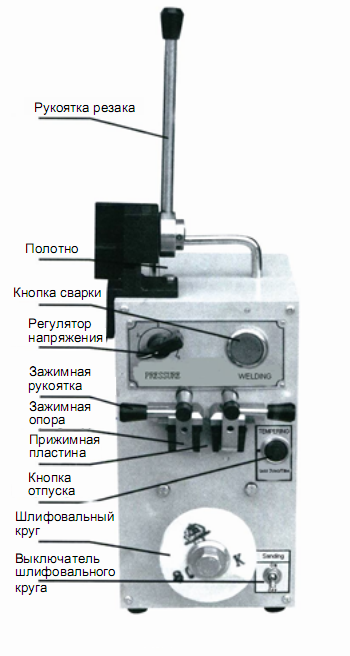 Рукоятка резака
Полотно
Кнопка сварки
Регулятор
напряжения
PRESSURE
WELDING
Зажимная
рукоятка
Зажимная
опора
Прижимная
пластина
TEMPERING
Кнопка
отпуска
Шлифовальный
круг
K
Sanding
Выключатель
шлифовального
круга